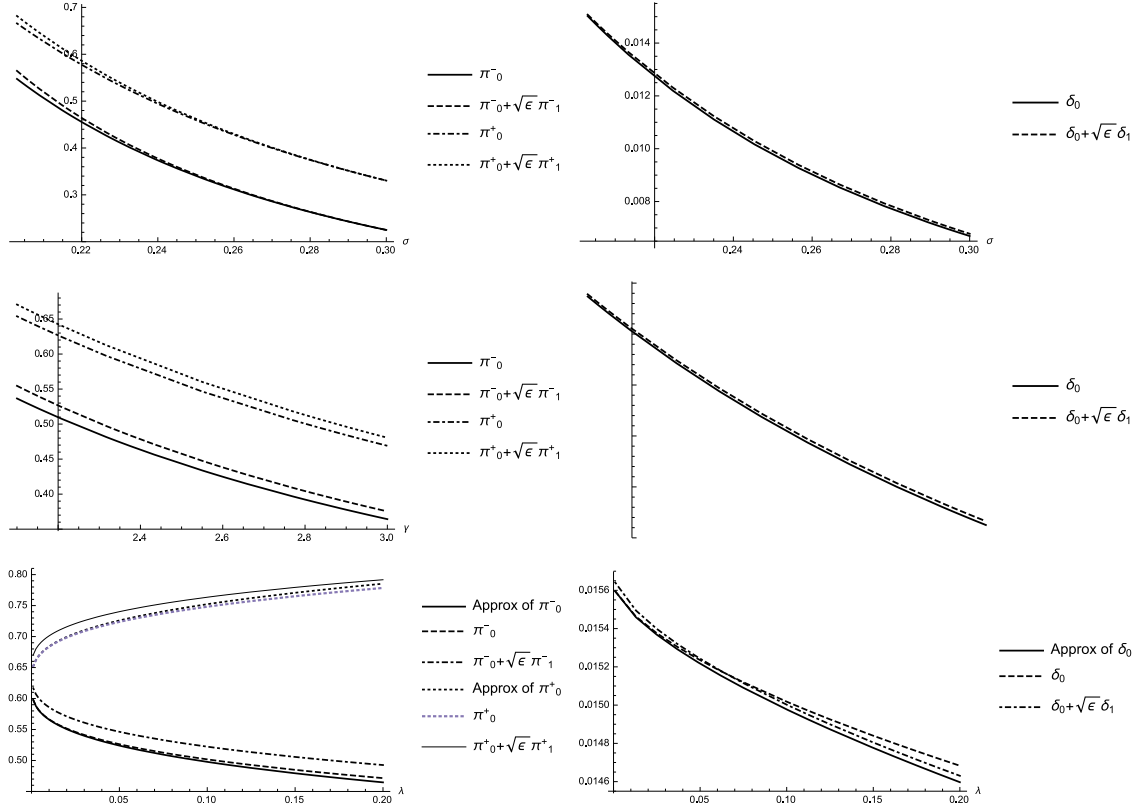 0.7
0.6
0.5
0.4
0.3
0.22 0.24 0.26 0.28 0.30 σ
π⁻₀
π⁻₀+√ϵ π⁻₁
π⁺₀
π⁺₀+√ϵ π⁺₁
0.014
0.012
0.010
0.008
0.24 0.26 0.28 0.30 σ
δ₀
δ₀+√ϵ δ₁
0.65
0.60
0.55
0.50
0.45
0.40
2.4 2.6 2.8 3.0 γ
π⁻₀
π⁻₀+√ϵ π⁻₁
π⁺₀
π⁺₀+√ϵ π⁺₁
δ₀
δ₀+√ϵ δ₁
0.80
0.75
0.70
0.65
0.60
0.55
0.50
0.05 0.10 0.15 0.20 λ
Approx of π⁻₀
π⁻₀
π⁻₀+√ϵ π⁻₁
Approx of π⁺₀
π⁺₀
π⁺₀+√ϵ π⁺₁
0.0156
0.0154
0.0152
0.0150
0.0148
0.0146
0.05 0.10 0.15 0.20 λ
Approx of δ₀
δ₀
δ₀+√ϵ δ₁